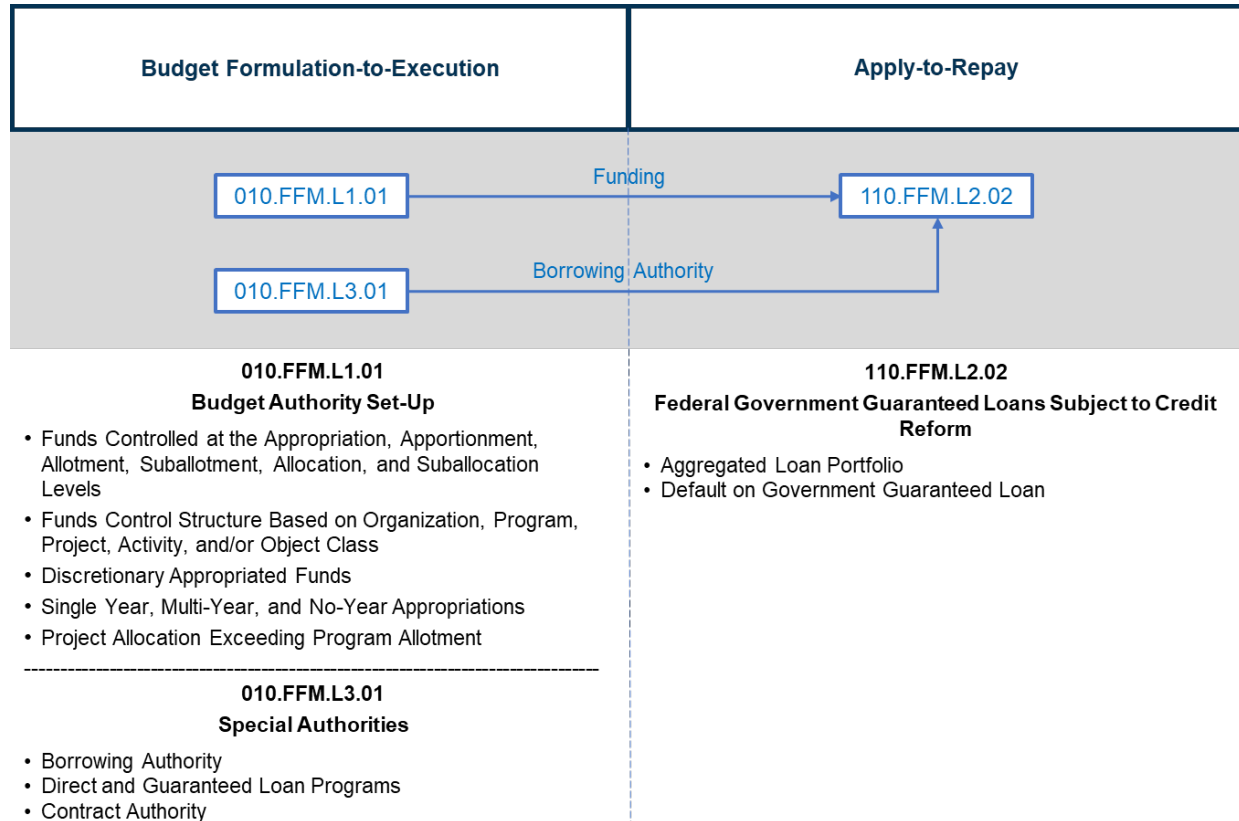 Budget Formulation-to-Execution
Apply-to-Repay
010.FFM.L1.01
Funding
110.FFM.L2.02
010.FFM.L3.01
Borrowing Authority
010.FFM.L1.01
Budget Authority Set-Up
• Funds Controlled at the Appropriation, Apportionment,
Allotment, Suballotment, Allocation, and Suballocation
Levels
• Funds Control Structure Based on Organization, Program,
Project, Activity, and/or Object Class
• Discretionary Appropriated Funds
• Single Year, Multi-Year, and No-Year Appropriations
• Project Allocation Exceeding Program Allotment
010.FFM.L3.01
Special Authorities
• Borrowing Authority
• Direct and Guaranteed Loan Programs
• Contract Authority
110.FFM.L2.02
Federal Government Guaranteed Loans Subject to Credit
Reform
• Aggregated Loan Portfolio
• Default on Government Guaranteed Loan